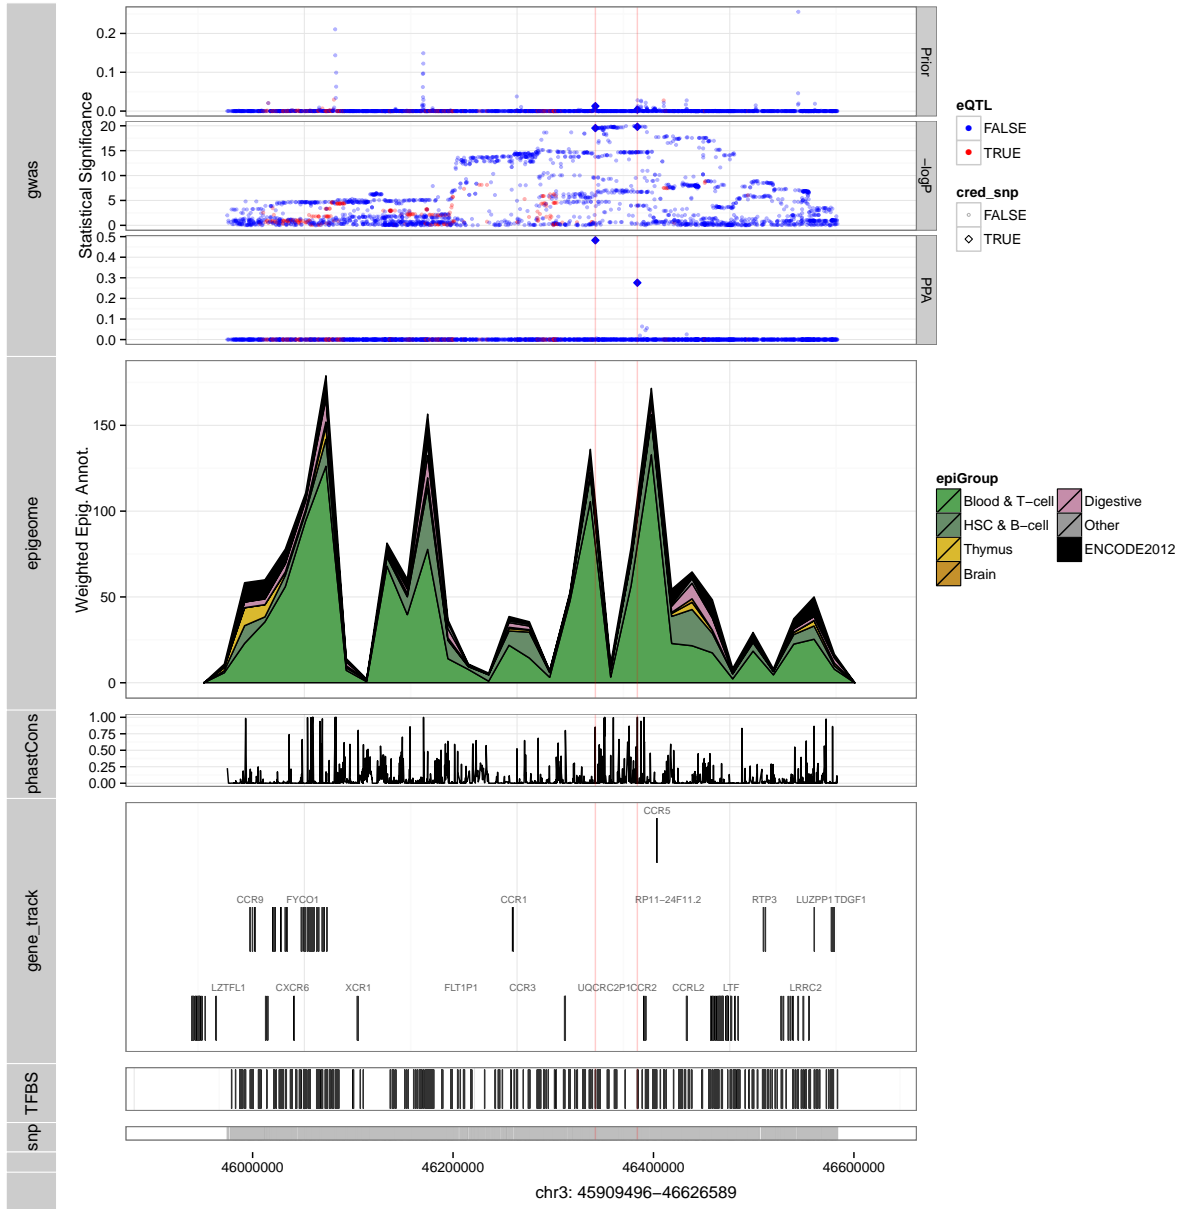 gwas
Statistical Significance
0.2
0.1
0.0
Prior
20
15
10
5
0
−logP
0.5
0.4
0.3
0.2
0.1
0.0
PPA
eQTL
FALSE
TRUE
cred_snp
FALSE
TRUE
epigeome
Weighted Epig. Annot.
150
100
50
0
epiGroup
Blood & T−cell
HSC & B−cell
Thymus
Brain
Digestive
Other
ENCODE2012
phastCons
1.00
0.75
0.50
0.25
0.00
gene_track
CCR5
CCR9 FYCO1 CCR1 RP11−24F11.2 RTP3 LUZPP1 TDGF1
LZTFL1 CXCR6 XCR1 FLT1P1 CCR3 UQCRC2P1 CCR2 CCRL2 LTF LRRC2
TFBS
snp
46000000 46200000 46400000 46600000
chr3: 45909496−46626589